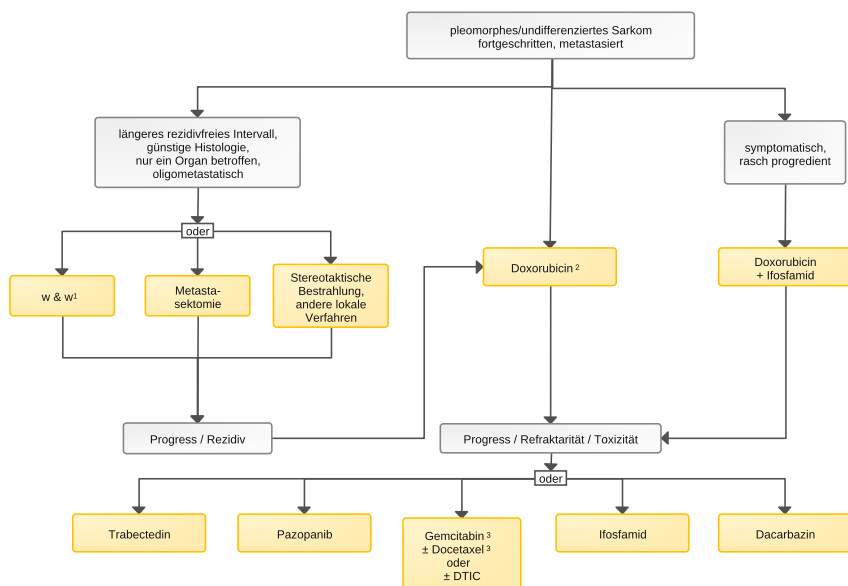 pleomorphes/undifferenziertes Sarkom
fortgeschritten, metastasiert
längeres rezidivfreies Intervall,
günstige Histologie,
nur ein Organ betroffen,
oligometastatisch
symptomatisch,
rasch progredient
oder
w & w¹
Metasta-
sektomie
Stereotaktische
Bestrahlung,
andere lokale
Verfahren
Doxorubicin ²
Doxorubicin
+ Ifosfamid
Progress / Rezidiv
Progress / Refraktarität / Toxizität
oder
Trabectedin
Pazopanib
Gemcitabin ³
± Docetaxel ³
oder
± DTIC
Ifosfamid
Dacarbazin